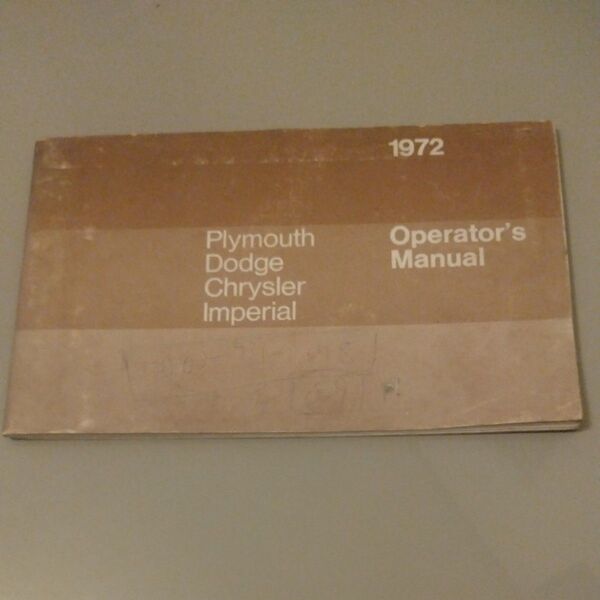 1972
Operator's
Manual
Plymouth
Dodge
Chrysler
Imperial